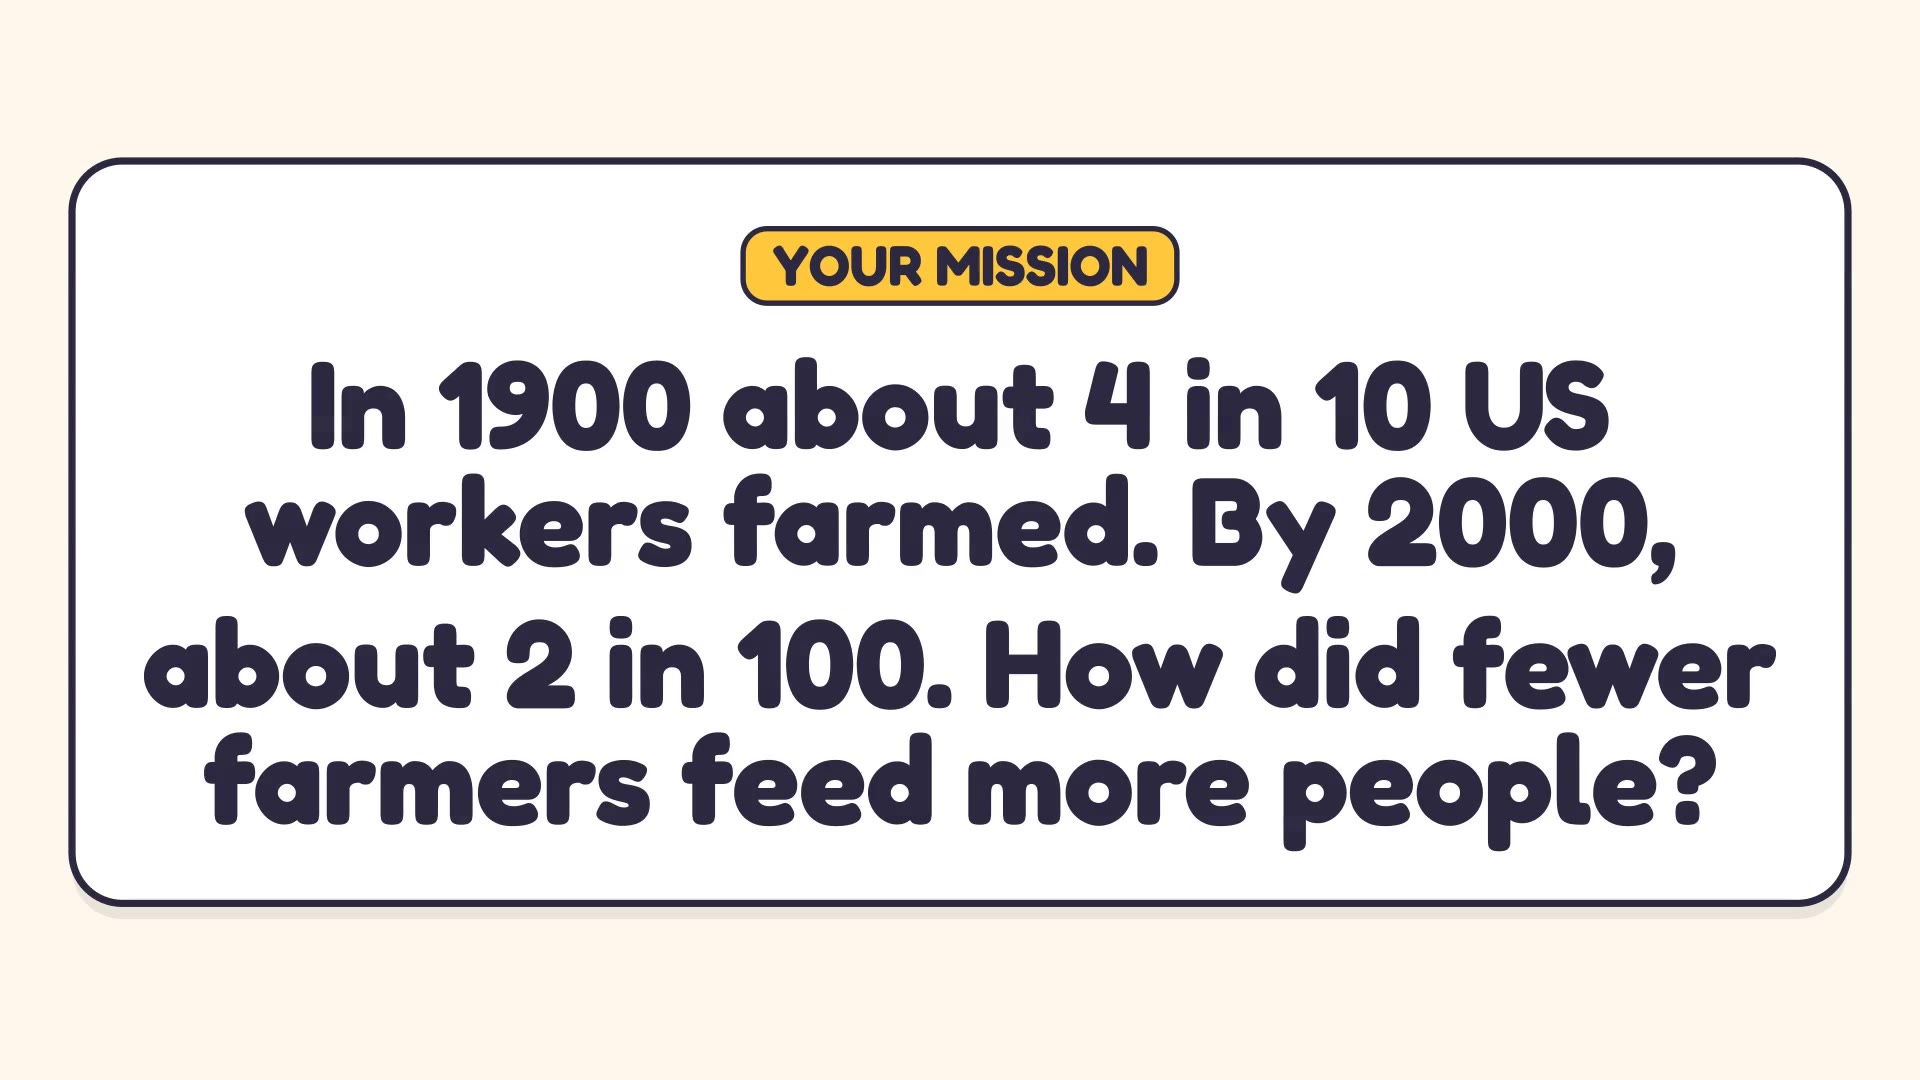 YOUR MISSION
In 1900 about 4 in 10 US
workers farmed. By 2000,
about 2 in 100. How did fewer
farmers feed more people?